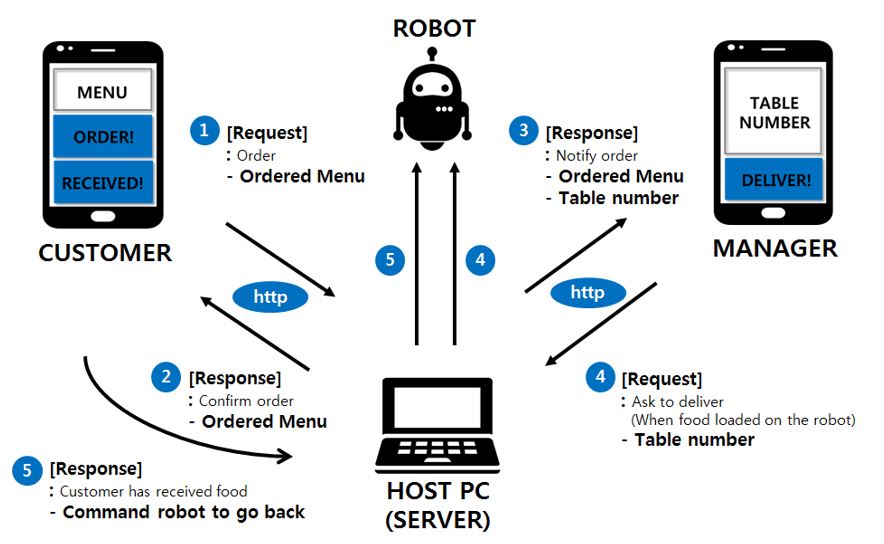 ROBOT
MENU
ORDER!
RECEIVED!
CUSTOMER
1
[Request]
: Order
- Ordered Menu
3
[Response]
: Notify order
- Ordered Menu
- Table number
TABLE
NUMBER
DELIVER!
MANAGER
5
4
http
http
2
[Response]
: Confirm order
- Ordered Menu
4
[Request]
: Ask to deliver
(When food loaded on the robot)
- Table number
5
[Response]
: Customer has received food
- Command robot to go back
HOST PC
(SERVER)